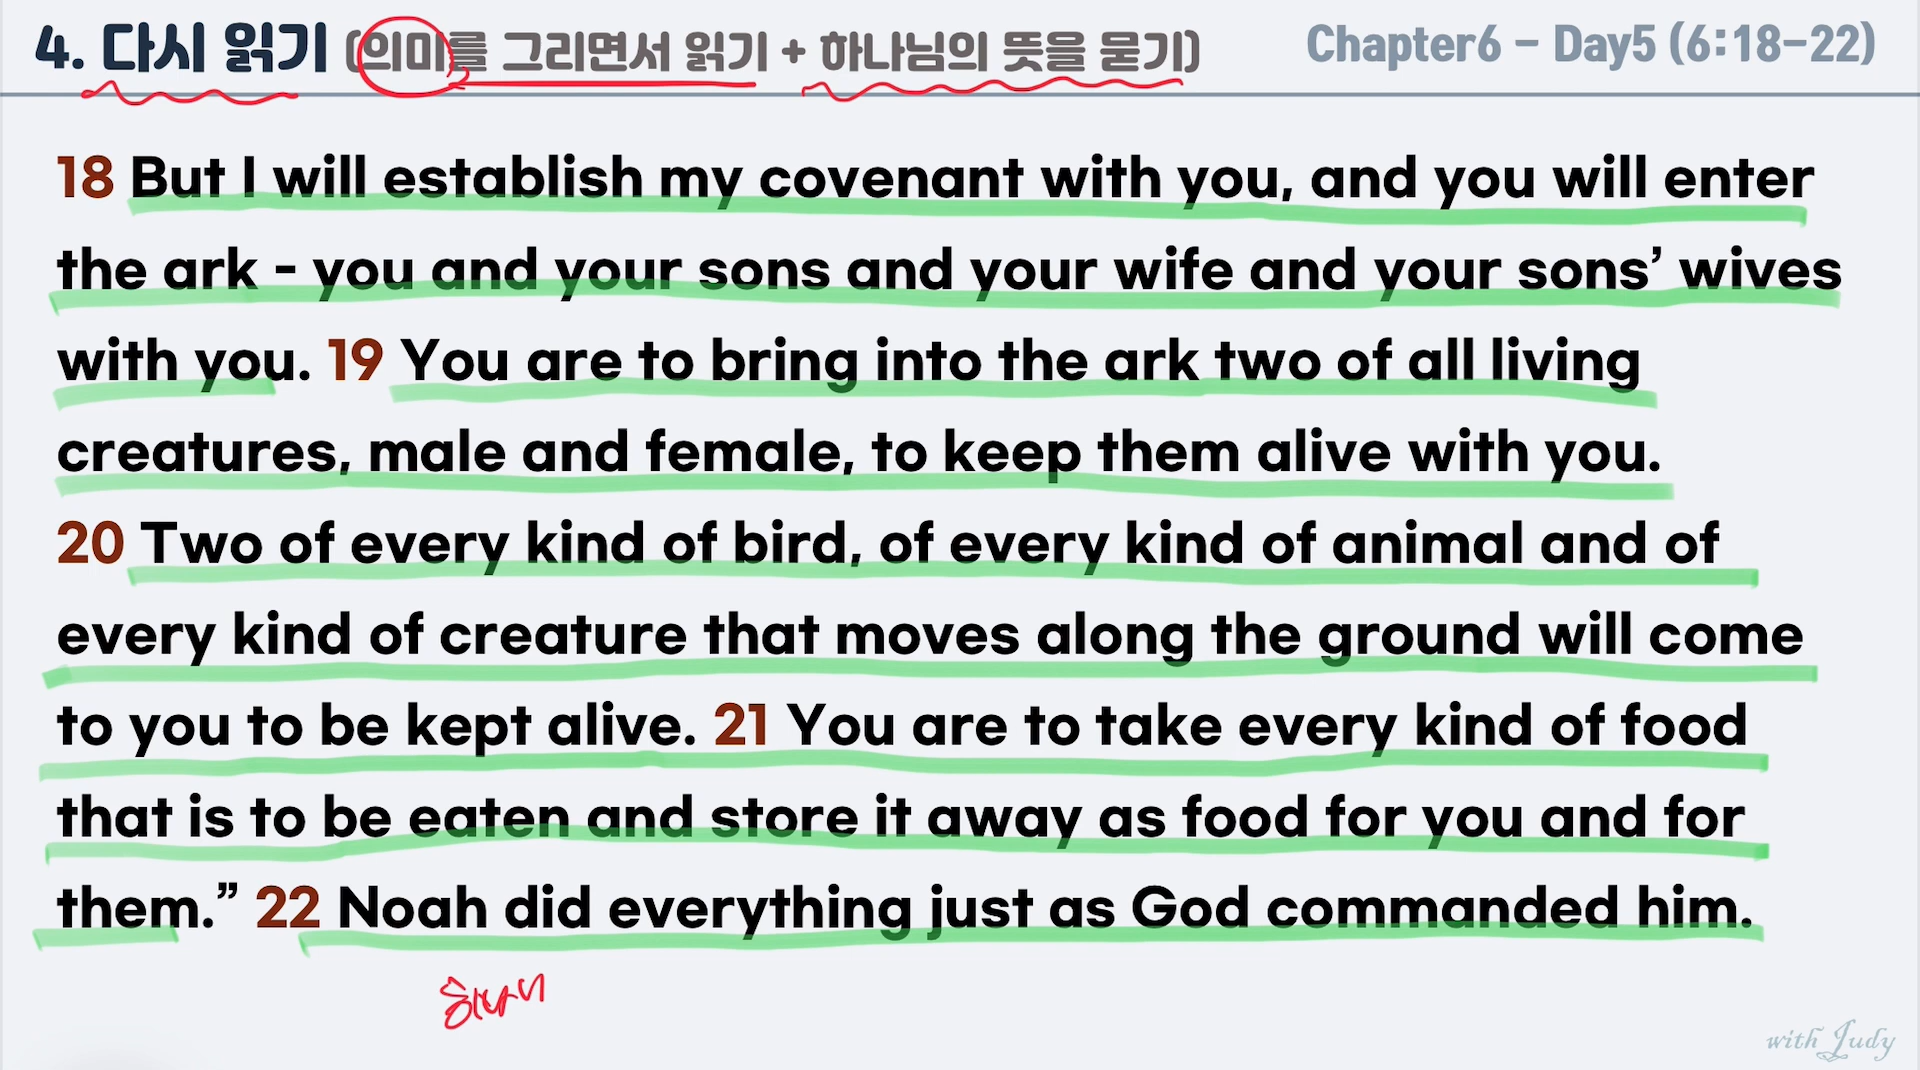 4. 다시 읽기 (의미를 그리면서 읽기 + 하나님의 뜻을 묻기)
Chapter6 – Day5 (6:18-22)
18 But I will establish my covenant with you, and you will enter
the ark - you and your sons and your wife and your sons’ wives
with you. 19 You are to bring into the ark two of all living
creatures, male and female, to keep them alive with you.
20 Two of every kind of bird, of every kind of animal and of
every kind of creature that moves along the ground will come
to you to be kept alive. 21 You are to take every kind of food
that is to be eaten and store it away as food for you and for
them.” 22 Noah did everything just as God commanded him.
with Judy